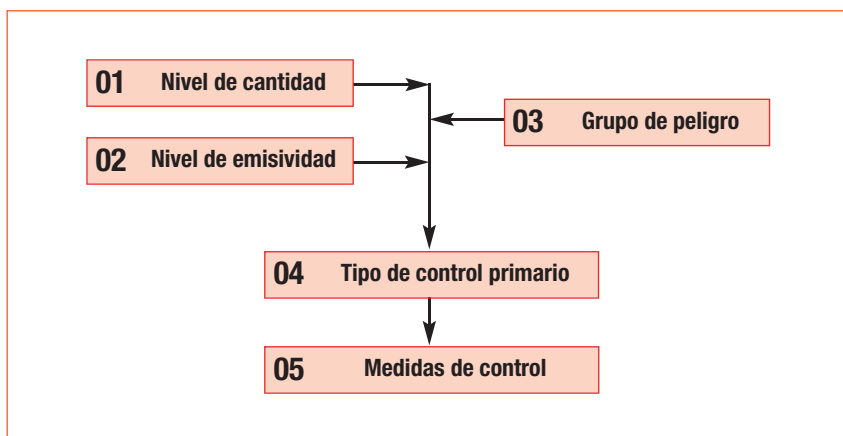 01 Nivel de cantidad
02 Nivel de emisividad
03 Grupo de peligro
04 Tipo de control primario
05 Medidas de control